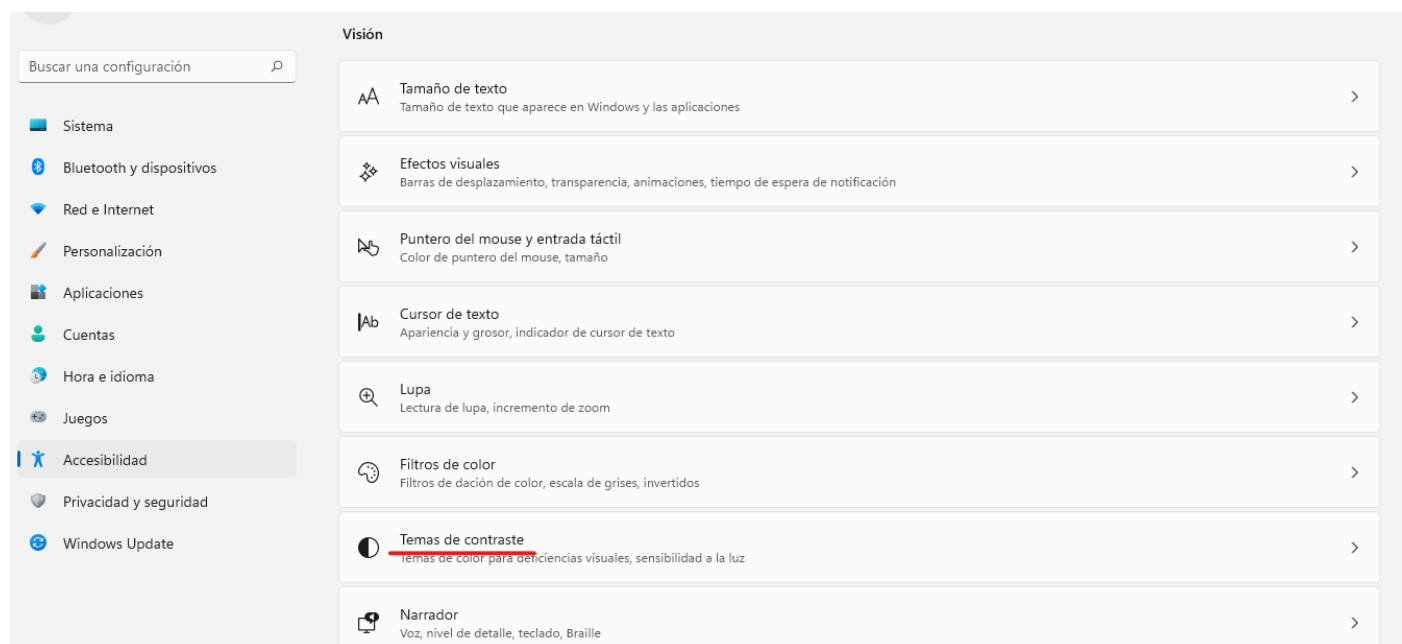 Visión
Buscar una configuración
Sistema
Bluetooth y dispositivos
Red e Internet
Personalización
Aplicaciones
Cuentas
Hora e idioma
Juegos
Accesibilidad
Privacidad y seguridad
Windows Update
AA Tamaño de texto
Tamaño de texto que aparece en Windows y las aplicaciones
Efectos visuales
Barras de desplazamiento, transparencia, animaciones, tiempo de espera de notificación
Puntero del mouse y entrada táctil
Color de puntero del mouse, tamaño
Ab Cursor de texto
Apariencia y grosor, indicador de cursor de texto
Lupa
Lectura de lupa, incremento de zoom
Filtros de color
Filtros de dación de color, escala de grises, invertidos
Temas de contraste
Temas de color para deficiencias visuales, sensibilidad a la luz
Narrador
Voz, nivel de detalle, teclado, Braille